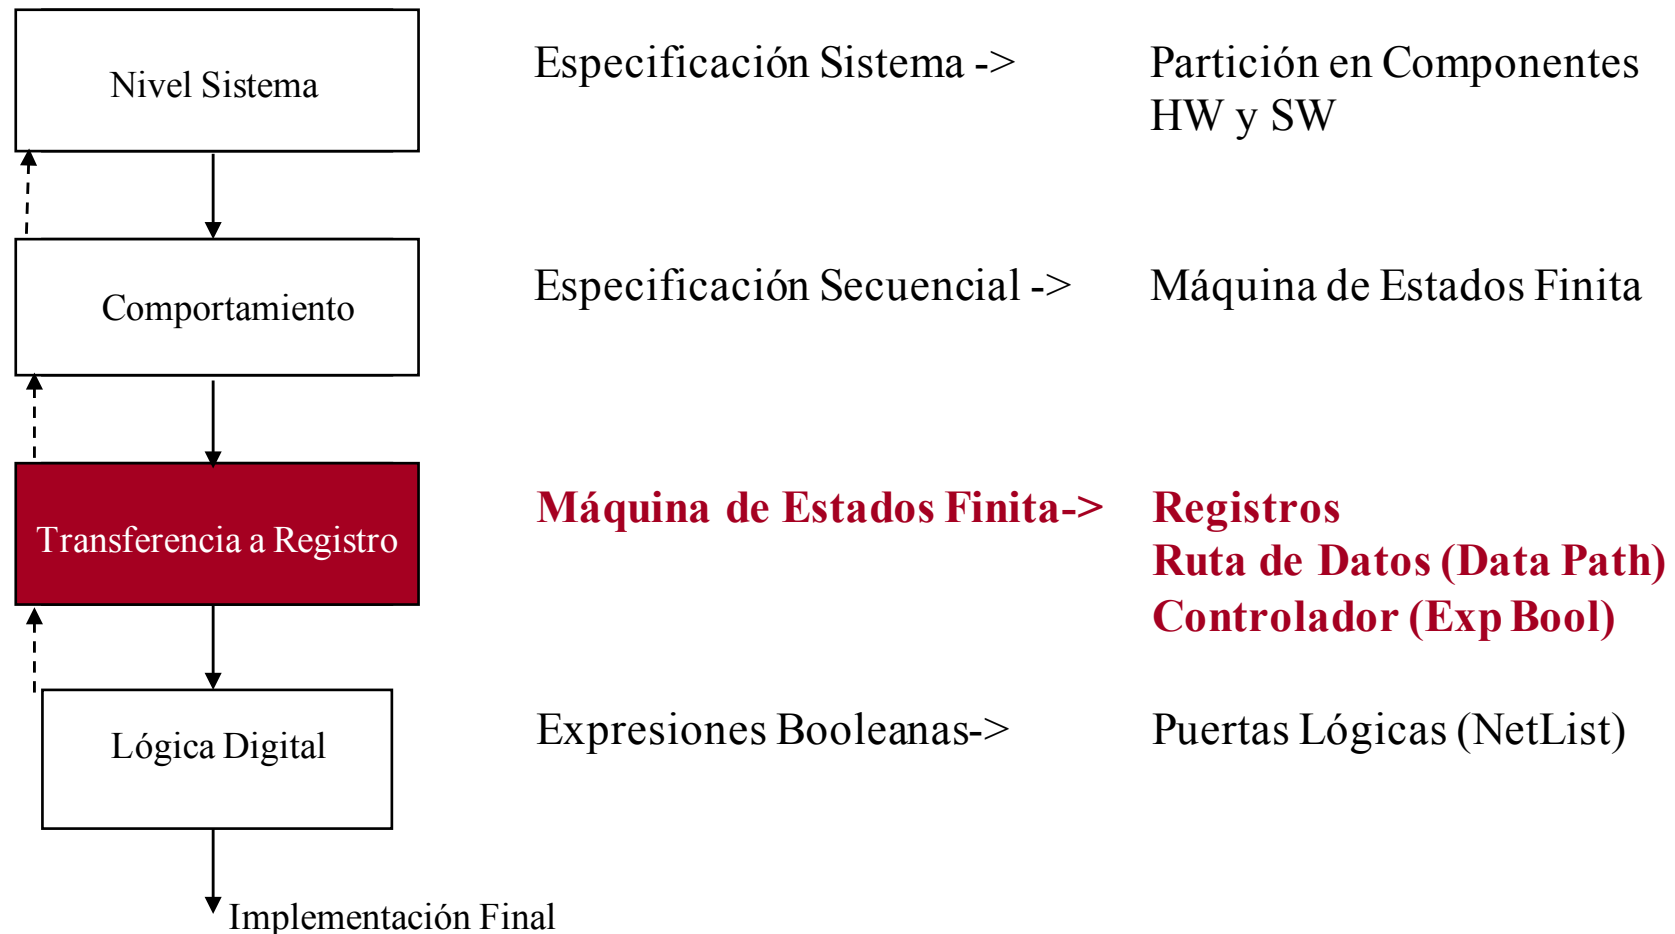 Nivel Sistema
Especificación Sistema ->
Partición en Componentes
HW y SW
Comportamiento
Especificación Secuencial ->
Máquina de Estados Finita
Transferencia a Registro
Máquina de Estados Finita->
Registros
Ruta de Datos (Data Path)
Controlador (Exp Bool)
Lógica Digital
Expresiones Booleanas->
Puertas Lógicas (NetList)
Implementación Final